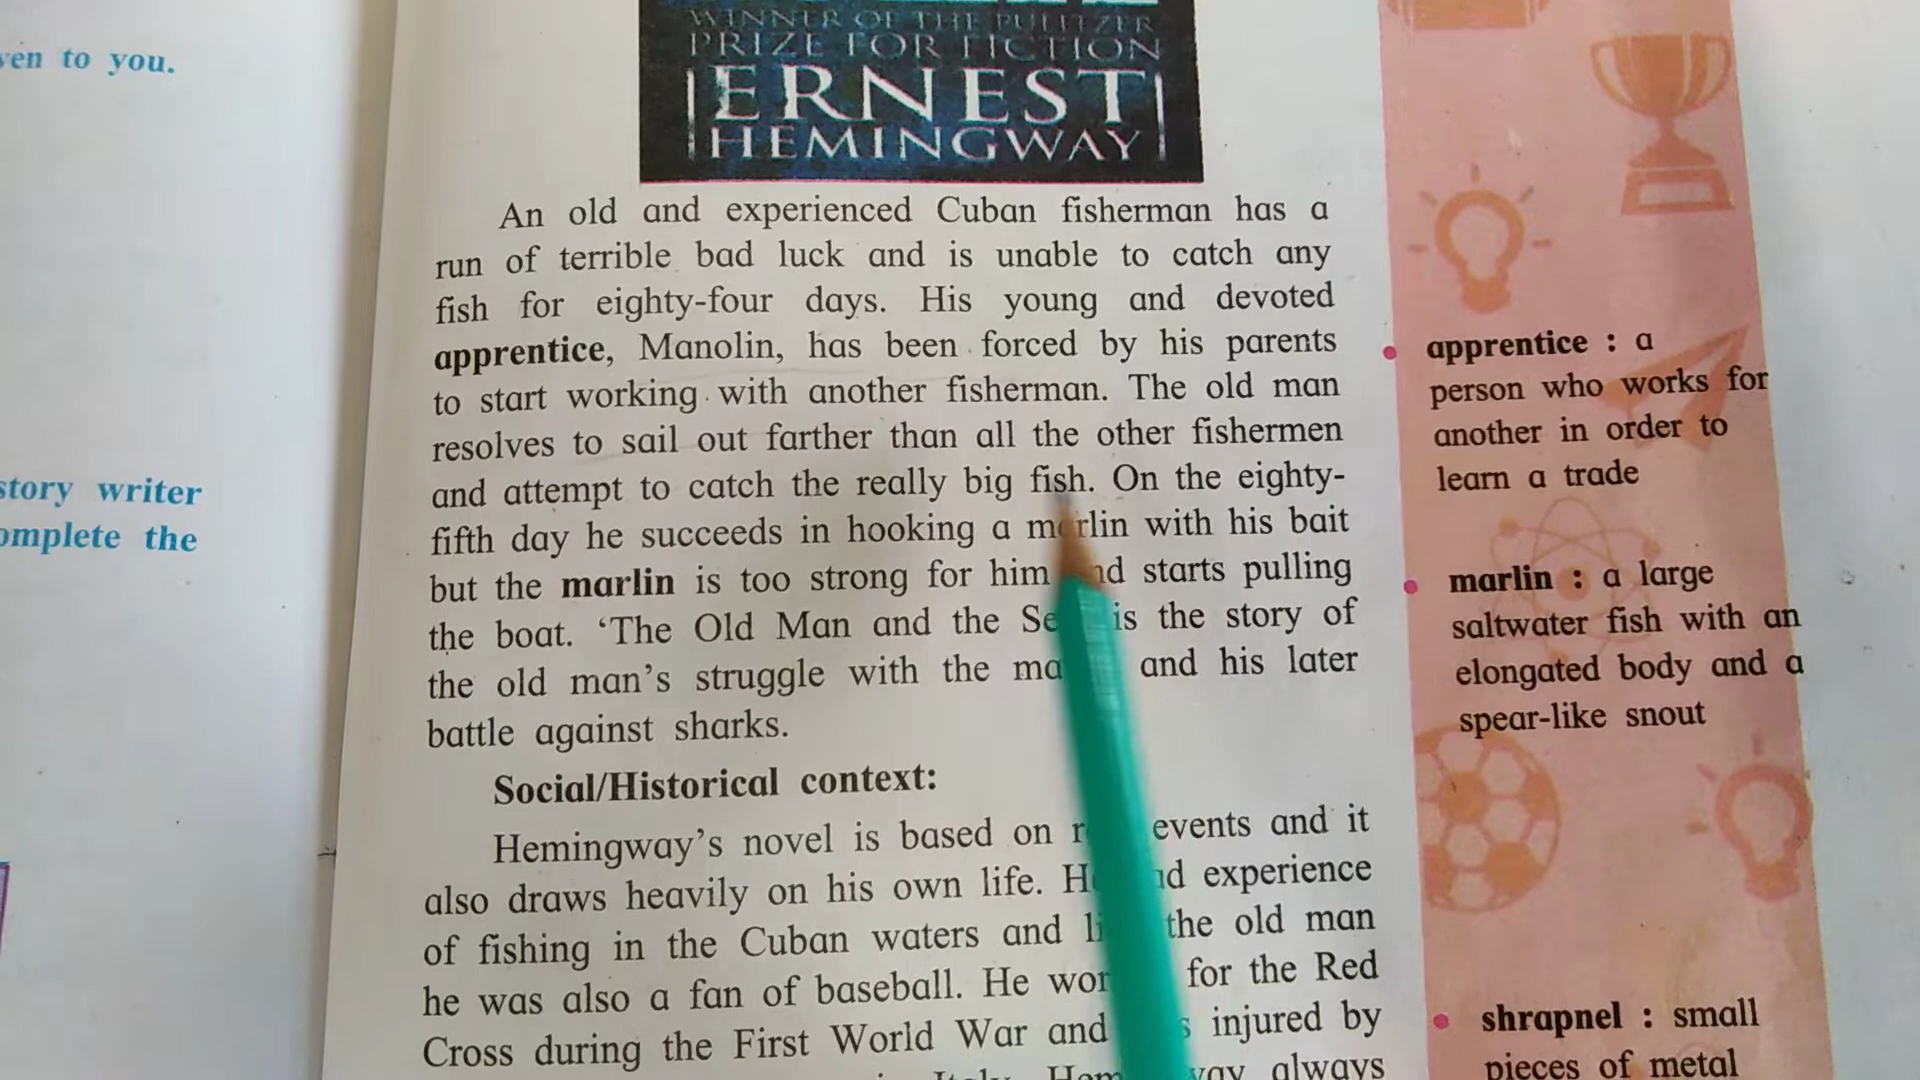 ven to you.
story writer
omplete the
WINNER OF THE PULITZER
PRIZE FOR FICTION
ERNEST
HEMINGWAY
An old and experienced Cuban fisherman has a
run of terrible bad luck and is unable to catch any
fish for eighty-four days. His young and devoted
apprentice, Manolin, has been forced by his parents
to start working with another fisherman. The old man
resolves to sail out farther than all the other fishermen
and attempt to catch the really big fish. On the eighty-
fifth day he succeeds in hooking a marlin with his bait
but the marlin is too strong for him and starts pulling
the boat. ‘The Old Man and the Se is the story of
the old man’s struggle with the ma and his later
battle against sharks.
Social/Historical context:
Hemingway’s novel is based on r events and it
also draws heavily on his own life. H d experience
of fishing in the Cuban waters and li the old man
he was also a fan of baseball. He wor for the Red
Cross during the First World War and s injured by
Italy. Hem way always
apprentice : a
person who works for
another in order to
learn a trade
marlin : a large
saltwater fish with an
elongated body and a
spear-like snout
shrapnel : small
pieces of metal